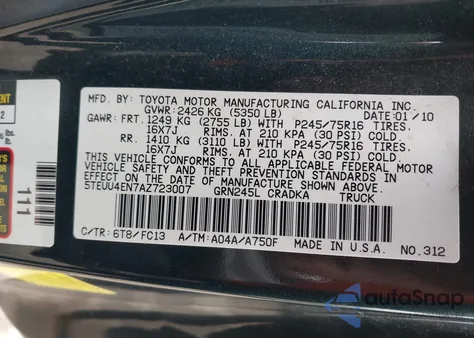 MFD. BY: TOYOTA MOTOR MANUFACTURING CALIFORNIA INC.
GVWR: 2426 KG (5350 LB) DATE: 01/10
GAWR: FRT. 1249 KG (2755 LB) WITH P245/75R16 TIRES.
16X7J RIMS. AT 210 KPA (30 PSI) COLD.
RR. 1410 KG (3110 LB) WITH P245/75R16 TIRES.
16X7J RIMS. AT 210 KPA (30 PSI) COLD.
THIS VEHICLE CONFORMS TO ALL APPLICABLE FEDERAL MOTOR
VEHICLE SAFETY STANDARDS IN
EFFECT ON THE DATE OF MANUFACTURE SHOWN ABOVE.
5TEUU4EN7AZ723007 GRN245L CRADKA TRUCK
C/TR: 6T8/FC13 A/TM: A04A/A750F MADE IN U.S.A. NO.312
111
lbs.
autoSnap